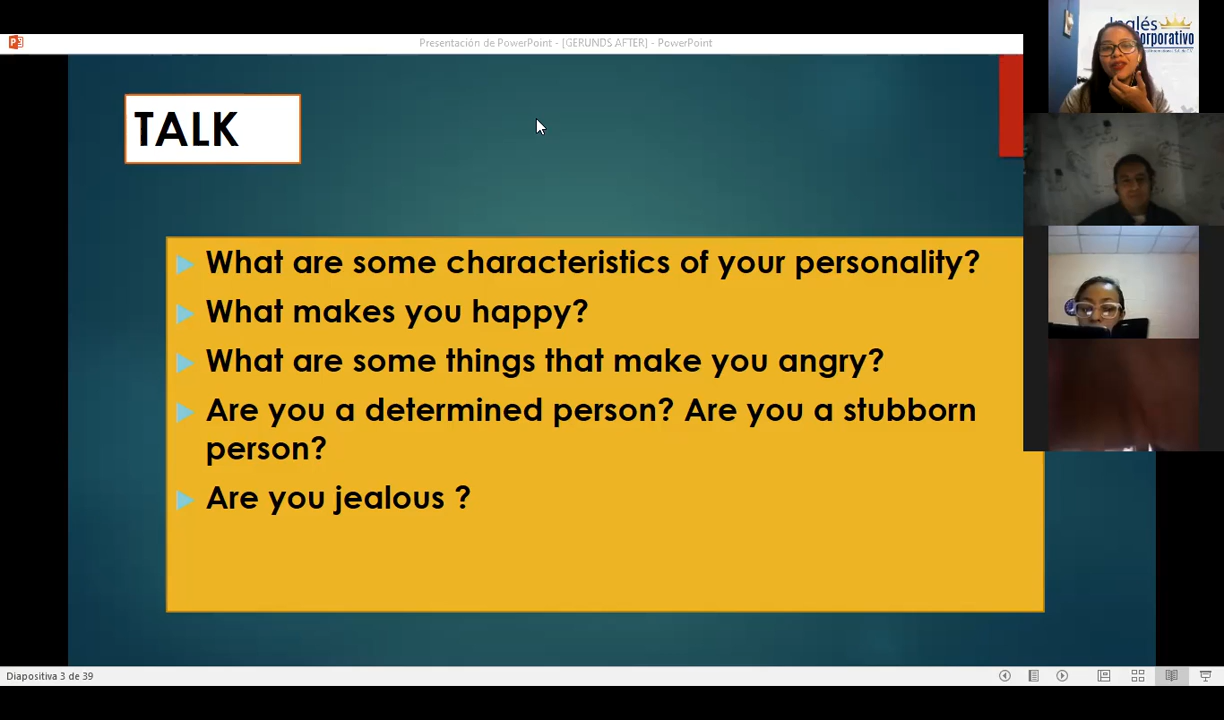 Presentación de PowerPoint - [GERUNDS AFTER] - PowerPoint
TALK
What are some characteristics of your personality?
What makes you happy?
What are some things that make you angry?
Are you a determined person? Are you a stubborn
person?
Are you jealous ?
Diapositiva 3 de 39
Inglés